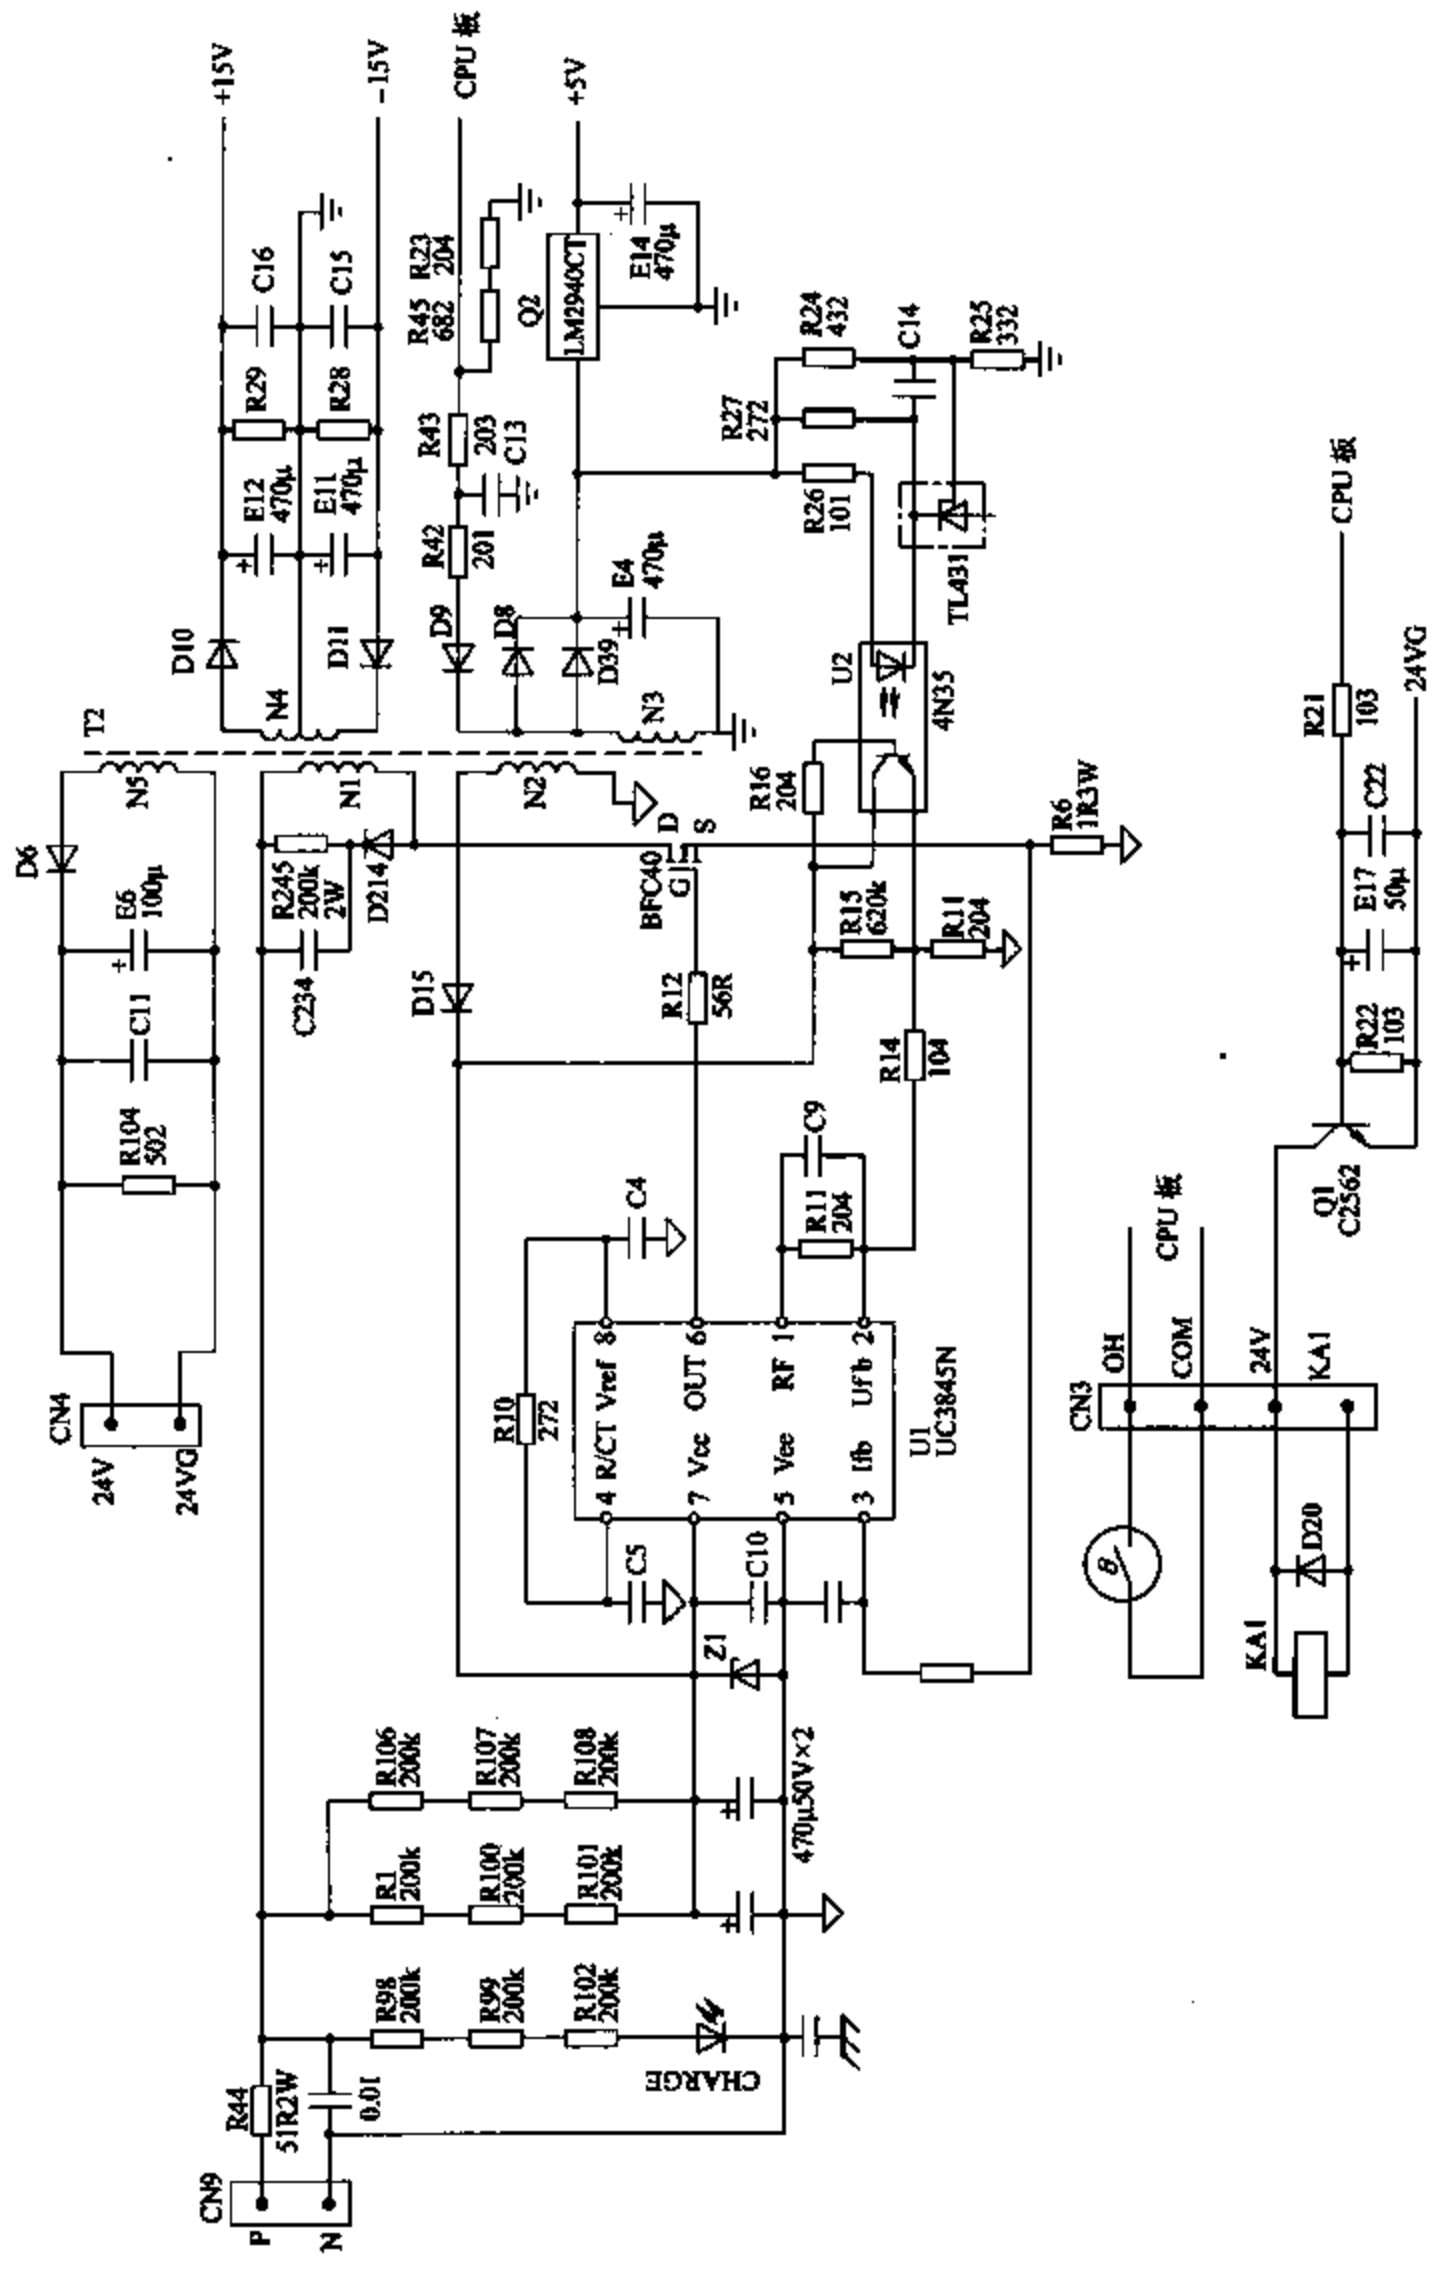 CN4
24V
24VG
R104
502
C11
E6
100μ
D6
N5
T2
CN9
P
N
R44
51R2W
0.01
R98
200k
R99
200k
R102
200k
CHARGE
R1
200k
R100
200k
R101
200k
R106
200k
R107
200k
R108
200k
470μ50V×2
Z1
C10
C5
R10
272
C4
4 R/CT Vref 8
7 Vcc OUT 6
5 Vee RF 1
3 Ifb Ufb 2
U1
UC3845N
R11
204
C9
R14
104
R12
56R
D15
C234
R245
200k
2W
D214
N1
N2
BFC40
G
D
S
R15
620k
R11
204
R16
204
R6
1R3W
U2
4N35
N4
D10
D11
E12
470μ
E11
470μ
R29
R28
C16
C15
+15V
-15V
D9
R42
201
C13
R43
203
R45
682
R23
204
CPU 板
D8
D39
N3
E4
470μ
Q2
LM2940CT
E14
470μ
+5V
R26
101
R27
272
R24
432
C14
R25
332
TL431
CN3
OH
COM
CPU 板
24V
KA1
θ
KA1
D20
Q1
C2562
R22
103
E17
50μ
C22
R21
103
CPU 板
24VG